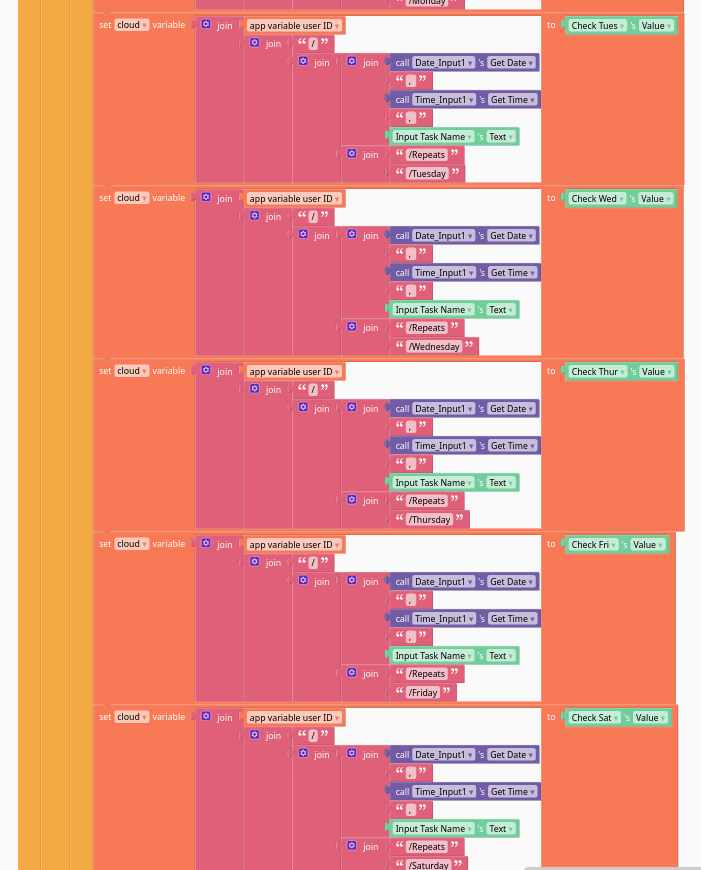 /Monday
set cloud variable join app variable user ID to Check Tues 's Value
join “ / ”
join join call Date_Input1 's Get Date
“ , ”
call Time_Input1 's Get Time
“ , ”
Input Task Name 's Text
join “ /Repeats ”
“ /Tuesday ”
set cloud variable join app variable user ID to Check Wed 's Value
join “ / ”
join join call Date_Input1 's Get Date
“ , ”
call Time_Input1 's Get Time
“ , ”
Input Task Name 's Text
join “ /Repeats ”
“ /Wednesday ”
set cloud variable join app variable user ID to Check Thur 's Value
join “ / ”
join join call Date_Input1 's Get Date
“ , ”
call Time_Input1 's Get Time
“ , ”
Input Task Name 's Text
join “ /Repeats ”
“ /Thursday ”
set cloud variable join app variable user ID to Check Fri 's Value
join “ / ”
join join call Date_Input1 's Get Date
“ , ”
call Time_Input1 's Get Time
“ , ”
Input Task Name 's Text
join “ /Repeats ”
“ /Friday ”
set cloud variable join app variable user ID to Check Sat 's Value
join “ / ”
join join call Date_Input1 's Get Date
“ , ”
call Time_Input1 's Get Time
“ , ”
Input Task Name 's Text
join “ /Repeats ”
“ /Saturday ”